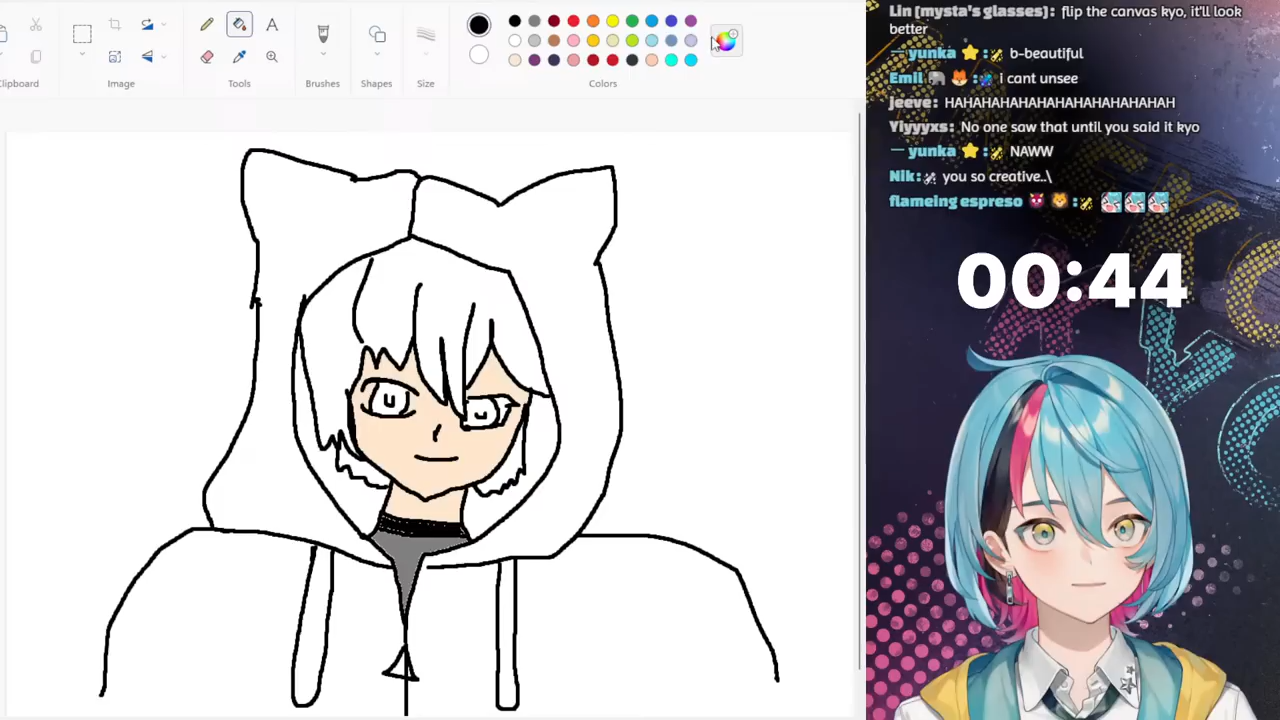 Clipboard
Image
Tools
Brushes
Shapes
Size
Colors
Lin [mysta's glasses]: flip the canvas kyo, it'll look
better
— yunka ⭐ : b-beautiful
Emil 🐘 🦊 : i cant unsee
jeeve: HAHAHAHAHAHAHAHAHAHAHAH
Yiyyyxs: No one saw that until you said it kyo
— yunka ⭐ : NAWW
Nik: you so creative..\
flameing espreso 😈 🦁 :
00:44